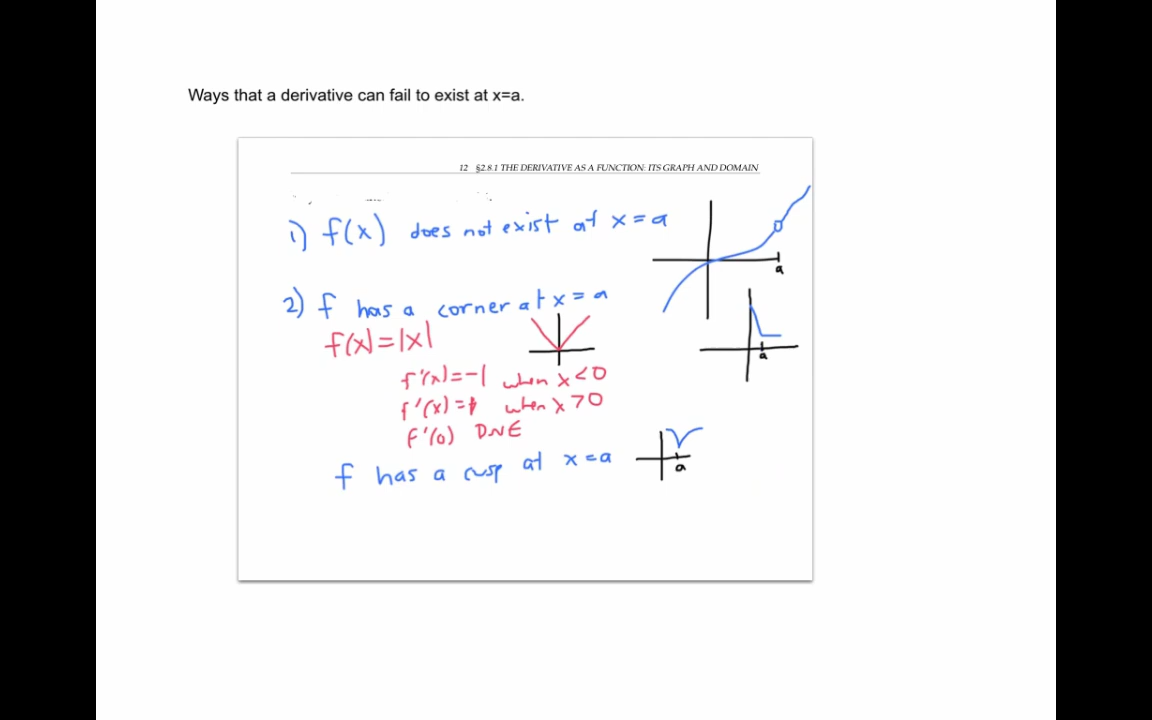 Ways that a derivative can fail to exist at x=a.
12 §2.8.1 THE DERIVATIVE AS A FUNCTION: ITS GRAPH AND DOMAIN
1) f(x) does not exist at x=a
a
2) f has a corner at x=a
a
f(x)=|x|
f'(x)=-1 when x<0
f'(x)=1 when x>0
f'(0) DNE
f has a cusp at x=a
a